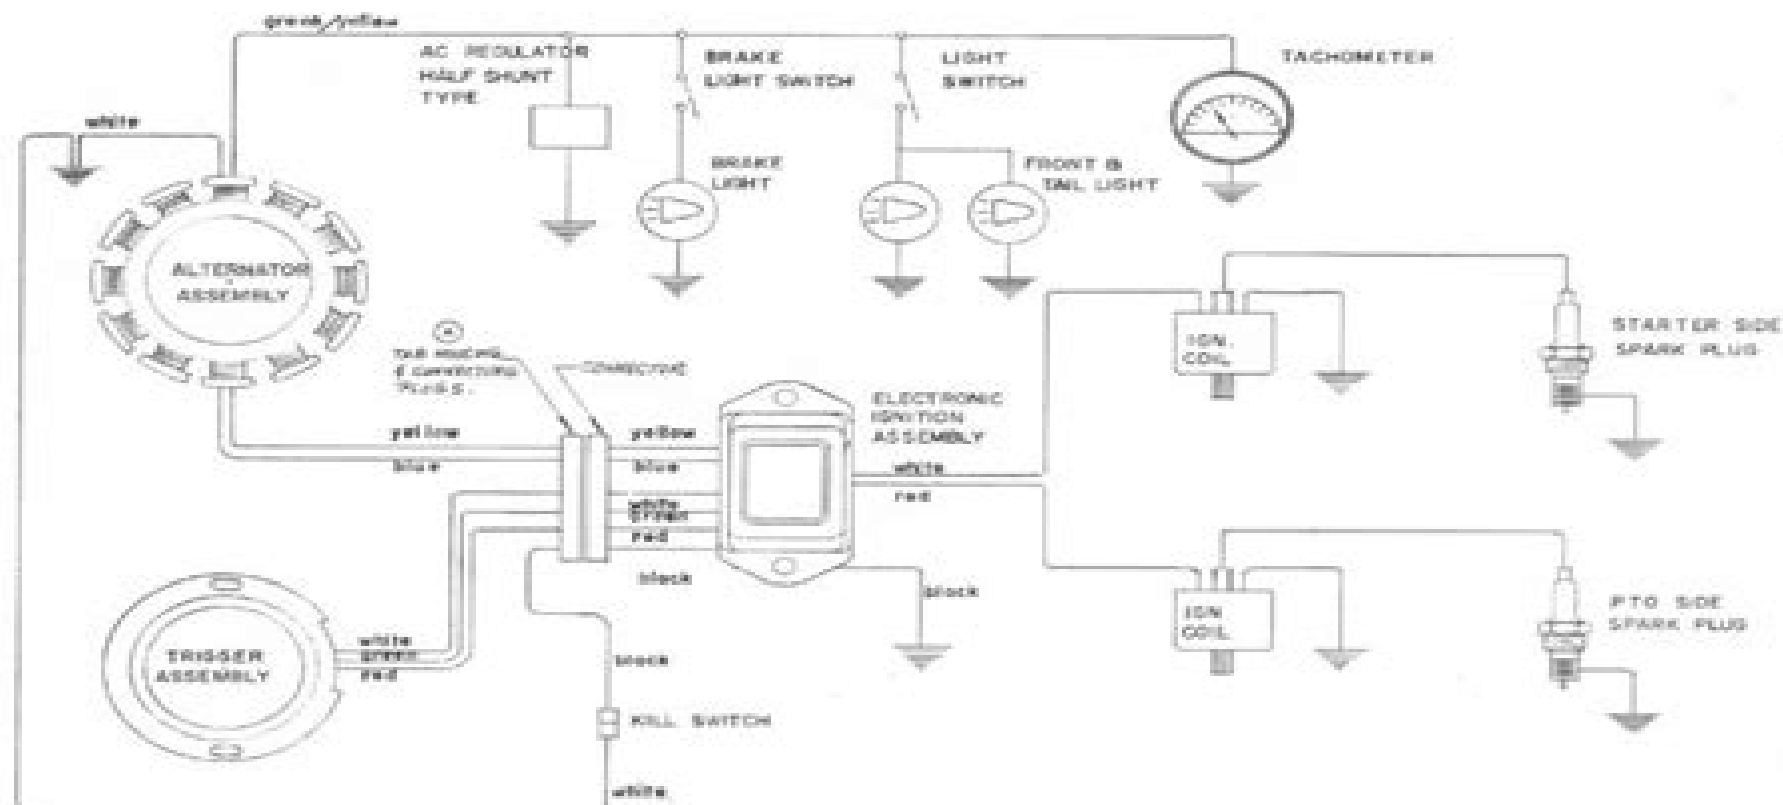 green/yellow
AC REGULATOR
HALF SHUNT
TYPE
BRAKE
LIGHT SWITCH
LIGHT
SWITCH
TACHOMETER
white
BRAKE
LIGHT
FRONT &
TAIL LIGHT
ALTERNATOR
ASSEMBLY
STARTER SIDE
SPARK PLUG
IGN.
COIL
PLUGS.
ELECTRONIC
IGNITION
ASSEMBLY
yellow
blue
yellow
blue
white
green
red
black
white
red
black
IGN
COIL
PTO SIDE
SPARK PLUG
TRIGGER
ASSEMBLY
white
green
red
black
KILL SWITCH
white